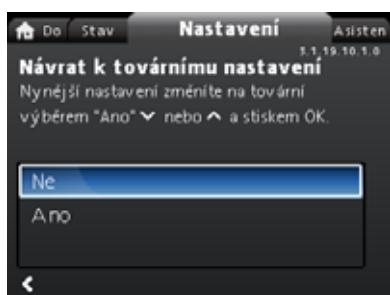 Do Stav Nastavení Asisten
3.1.19.10.1.0
Návrat k továrnímu nastavení
Nynéjší nastavení změníte na tovární
výběrem "Ano" nebo a stiskem OK.
Ne
Ano